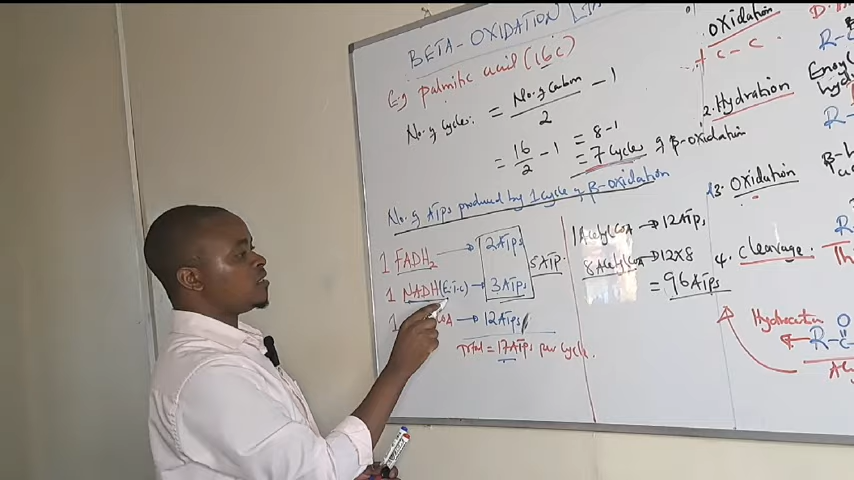 BETA-OXIDATION
E.g palmitic acid (16C)
No. of Cycles: = No. of Carbon - 1
2
= 16 - 1 = 8-1
2
= 7 Cycles of β-oxidation
No. of ATPs produced by 1 Cycle of β-OXIDATION
1 FADH2 → 2ATPs
5ATP
1 NADH (E.T.C) → 3ATPs
1 → 12ATPs
Total = 17ATPs per Cycle.
1 Acetyl CoA → 12ATPs
8 Acetyl CoA → 12X8
= 96ATPs
OXIDATION
C-C
2. Hydration
13. OXIDATION
4. Cleavage
R-C
O